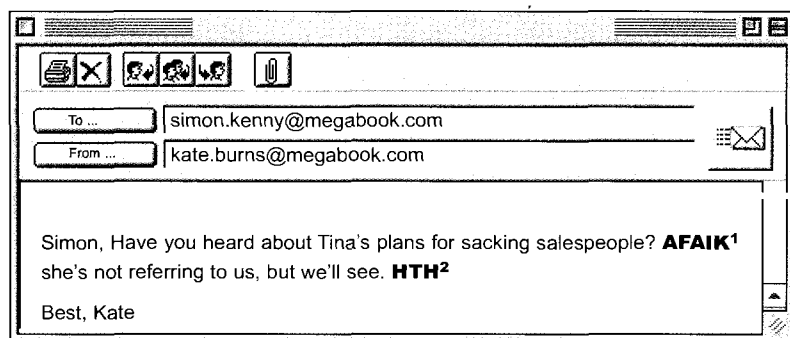 To ...
simon.kenny@megabook.com
From ...
kate.burns@megabook.com
Simon, Have you heard about Tina's plans for sacking salespeople? AFAIK¹
she's not referring to us, but we'll see. HTH²
Best, Kate